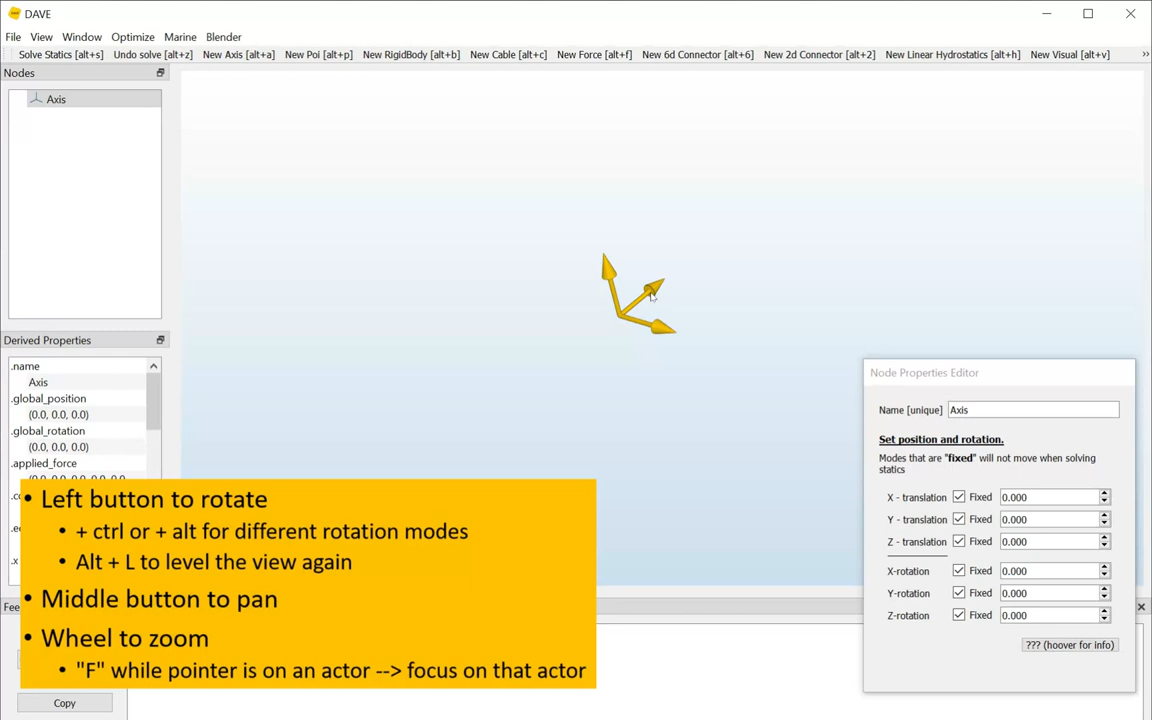 DAVE
File View Window Optimize Marine Blender
Solve Statics [alt+s] Undo solve [alt+z] New Axis [alt+a] New Poi [alt+p] New RigidBody [alt+b] New Cable [alt+c] New Force [alt+f] New 6d Connector [alt+6] New 2d Connector [alt+2] New Linear Hydrostatics [alt+h] New Visual [alt+v] »
Nodes
Axis
Derived Properties
.name
Axis
.global_position
(0.0, 0.0, 0.0)
.global_rotation
(0.0, 0.0, 0.0)
.applied_force
.x
• Left button to rotate
• + ctrl or + alt for different rotation modes
• Alt + L to level the view again
• Middle button to pan
• Wheel to zoom
• "F" while pointer is on an actor --> focus on that actor
Copy
Node Properties Editor
Name [unique] Axis
Set position and rotation.
Modes that are "fixed" will not move when solving
statics
X - translation Fixed 0.000
Y - translation Fixed 0.000
Z - translation Fixed 0.000
X-rotation Fixed 0.000
Y-rotation Fixed 0.000
Z-rotation Fixed 0.000
??? (hoover for info)